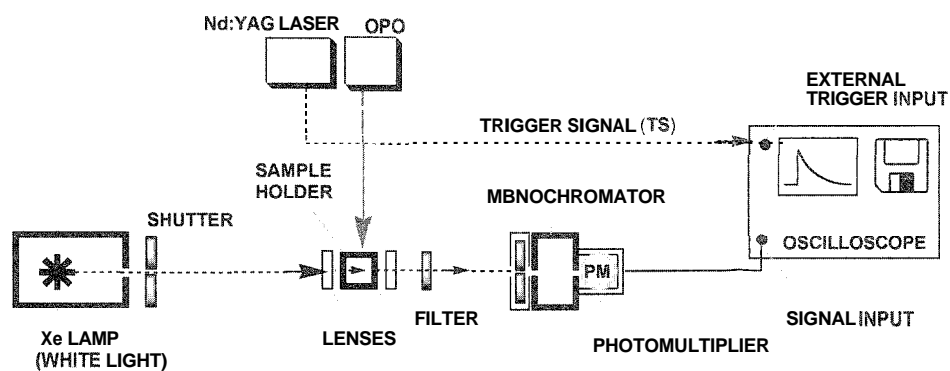 Nd:YAG LASER
OPO
EXTERNAL
TRIGGER INPUT
TRIGGER SIGNAL (TS)
SAMPLE
HOLDER
MBNOCHROMATOR
SHUTTER
OSCILLOSCOPE
PM
FILTER
SIGNAL INPUT
Xe LAMP
(WHITE LIGHT)
LENSES
PHOTOMULTIPLIER